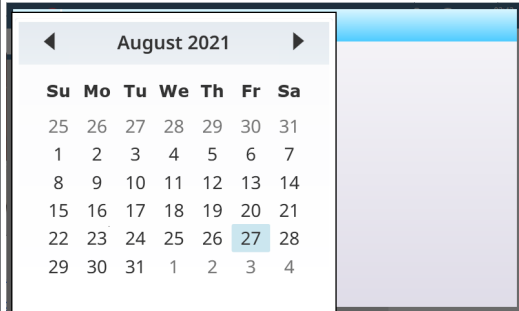 August 2021
Su Mo Tu We Th Fr Sa
25 26 27 28 29 30 31
1 2 3 4 5 6 7
8 9 10 11 12 13 14
15 16 17 18 19 20 21
22 23 24 25 26 27 28
29 30 31 1 2 3 4